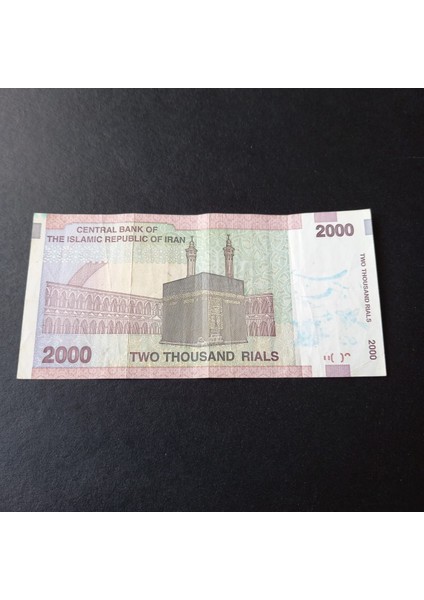 CENTRAL BANK OF
THE ISLAMIC REPUBLIC OF IRAN
2000
TWO THOUSAND RIALS
2000
2000
TWO THOUSAND RIALS